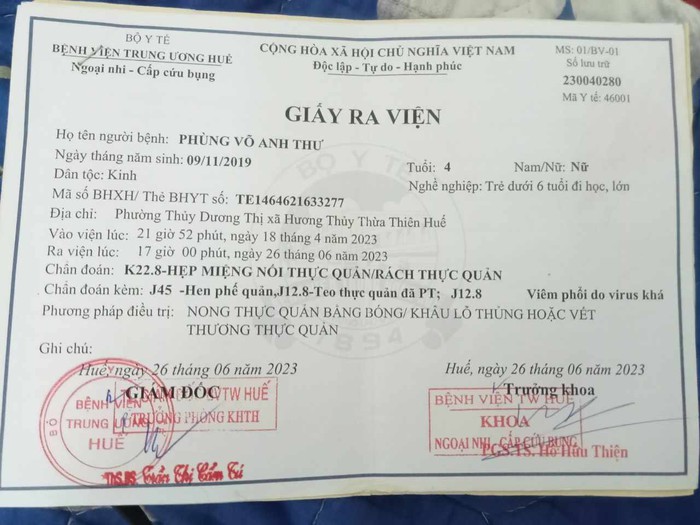 BỘ Y TẾ
BỆNH VIỆN TRUNG ƯƠNG HUẾ
Ngoại nhi - Cấp cứu bụng
CỘNG HÒA XÃ HỘI CHỦ NGHĨA VIỆT NAM
Độc lập - Tự do - Hạnh phúc
MS: 01/BV-01
Số lưu trữ
230040280
Mã Y tế: 46001
GIẤY RA VIỆN
Họ tên người bệnh: PHÙNG VÕ ANH THƯ
Ngày tháng năm sinh: 09/11/2019 Tuổi: 4 Nam/Nữ: Nữ
Dân tộc: Kinh Nghề nghiệp: Trẻ dưới 6 tuổi đi học, lớn
Mã số BHXH/ Thẻ BHYT số: TE1464621633277
Địa chỉ: Phường Thủy Dương Thị xã Hương Thủy Thừa Thiên Huế
Vào viện lúc: 21 giờ 52 phút, ngày 18 tháng 4 năm 2023
Ra viện lúc: 17 giờ 00 phút, ngày 26 tháng 06 năm 2023
Chẩn đoán: K22.8-HẸP MIỆNG NỐI THỰC QUẢN/RÁCH THỰC QUẢN
Chẩn đoán kèm: J45 -Hen phế quản,J12.8-Teo thực quản đã PT; J12.8 Viêm phổi do virus khá
Phương pháp điều trị: NONG THỰC QUẢN BẰNG BÓNG/ KHÂU LỖ THỦNG HOẶC VẾT
THƯƠNG THỰC QUẢN
Ghi chú:
BỘ Y TẾ
1894
Huế, ngày 26 tháng 06 năm 2023
GIÁM ĐỐC
BỆNH VIỆN
TRUNG ƯƠNG
HUẾ
BỘ
VTW HUẾ
TRƯỞNG PHÒNG KHTH
ThS.BS Trần Thị Cẩm Tú
Huế, ngày 26 tháng 06 năm 2023
Trưởng khoa
BỆNH VIỆN TW HUẾ
KHOA
NGOẠI NHI - CẤP CỨU BỤNG
PGS.TS. Hồ Hữu Thiện